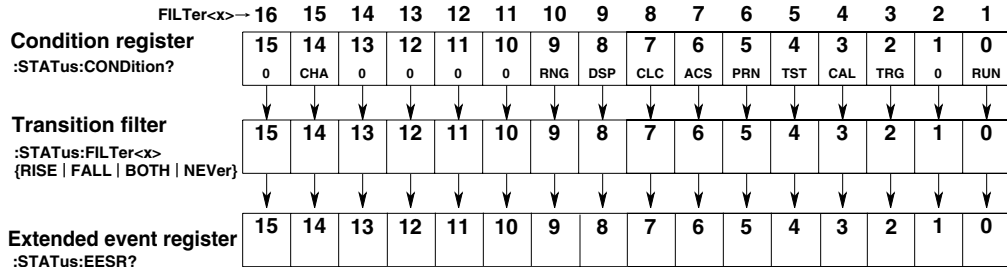 FILTer<x>→ 16 15 14 13 12 11 10 9 8 7 6 5 4 3 2 1
Condition register 15 14 13 12 11 10 9 8 7 6 5 4 3 2 1 0
:STATus:CONDition? 0 CHA 0 0 0 0 RNG DSP CLC ACS PRN TST CAL TRG 0 RUN
Transition filter 15 14 13 12 11 10 9 8 7 6 5 4 3 2 1 0
:STATus:FILTer<x>
{RISE | FALL | BOTH | NEVer}
Extended event register 15 14 13 12 11 10 9 8 7 6 5 4 3 2 1 0
:STATus:EESR?